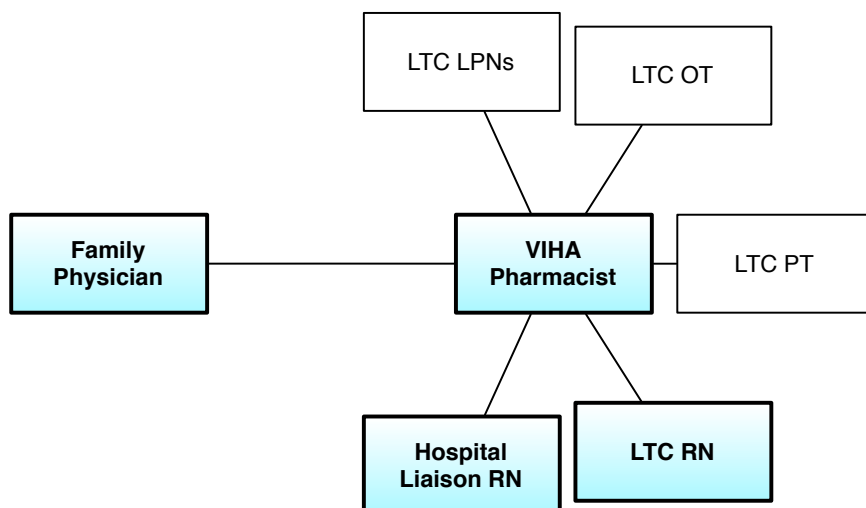 LTC LPNs
LTC OT
Family
Physician
VIHA
Pharmacist
LTC PT
Hospital
Liaison RN
LTC RN